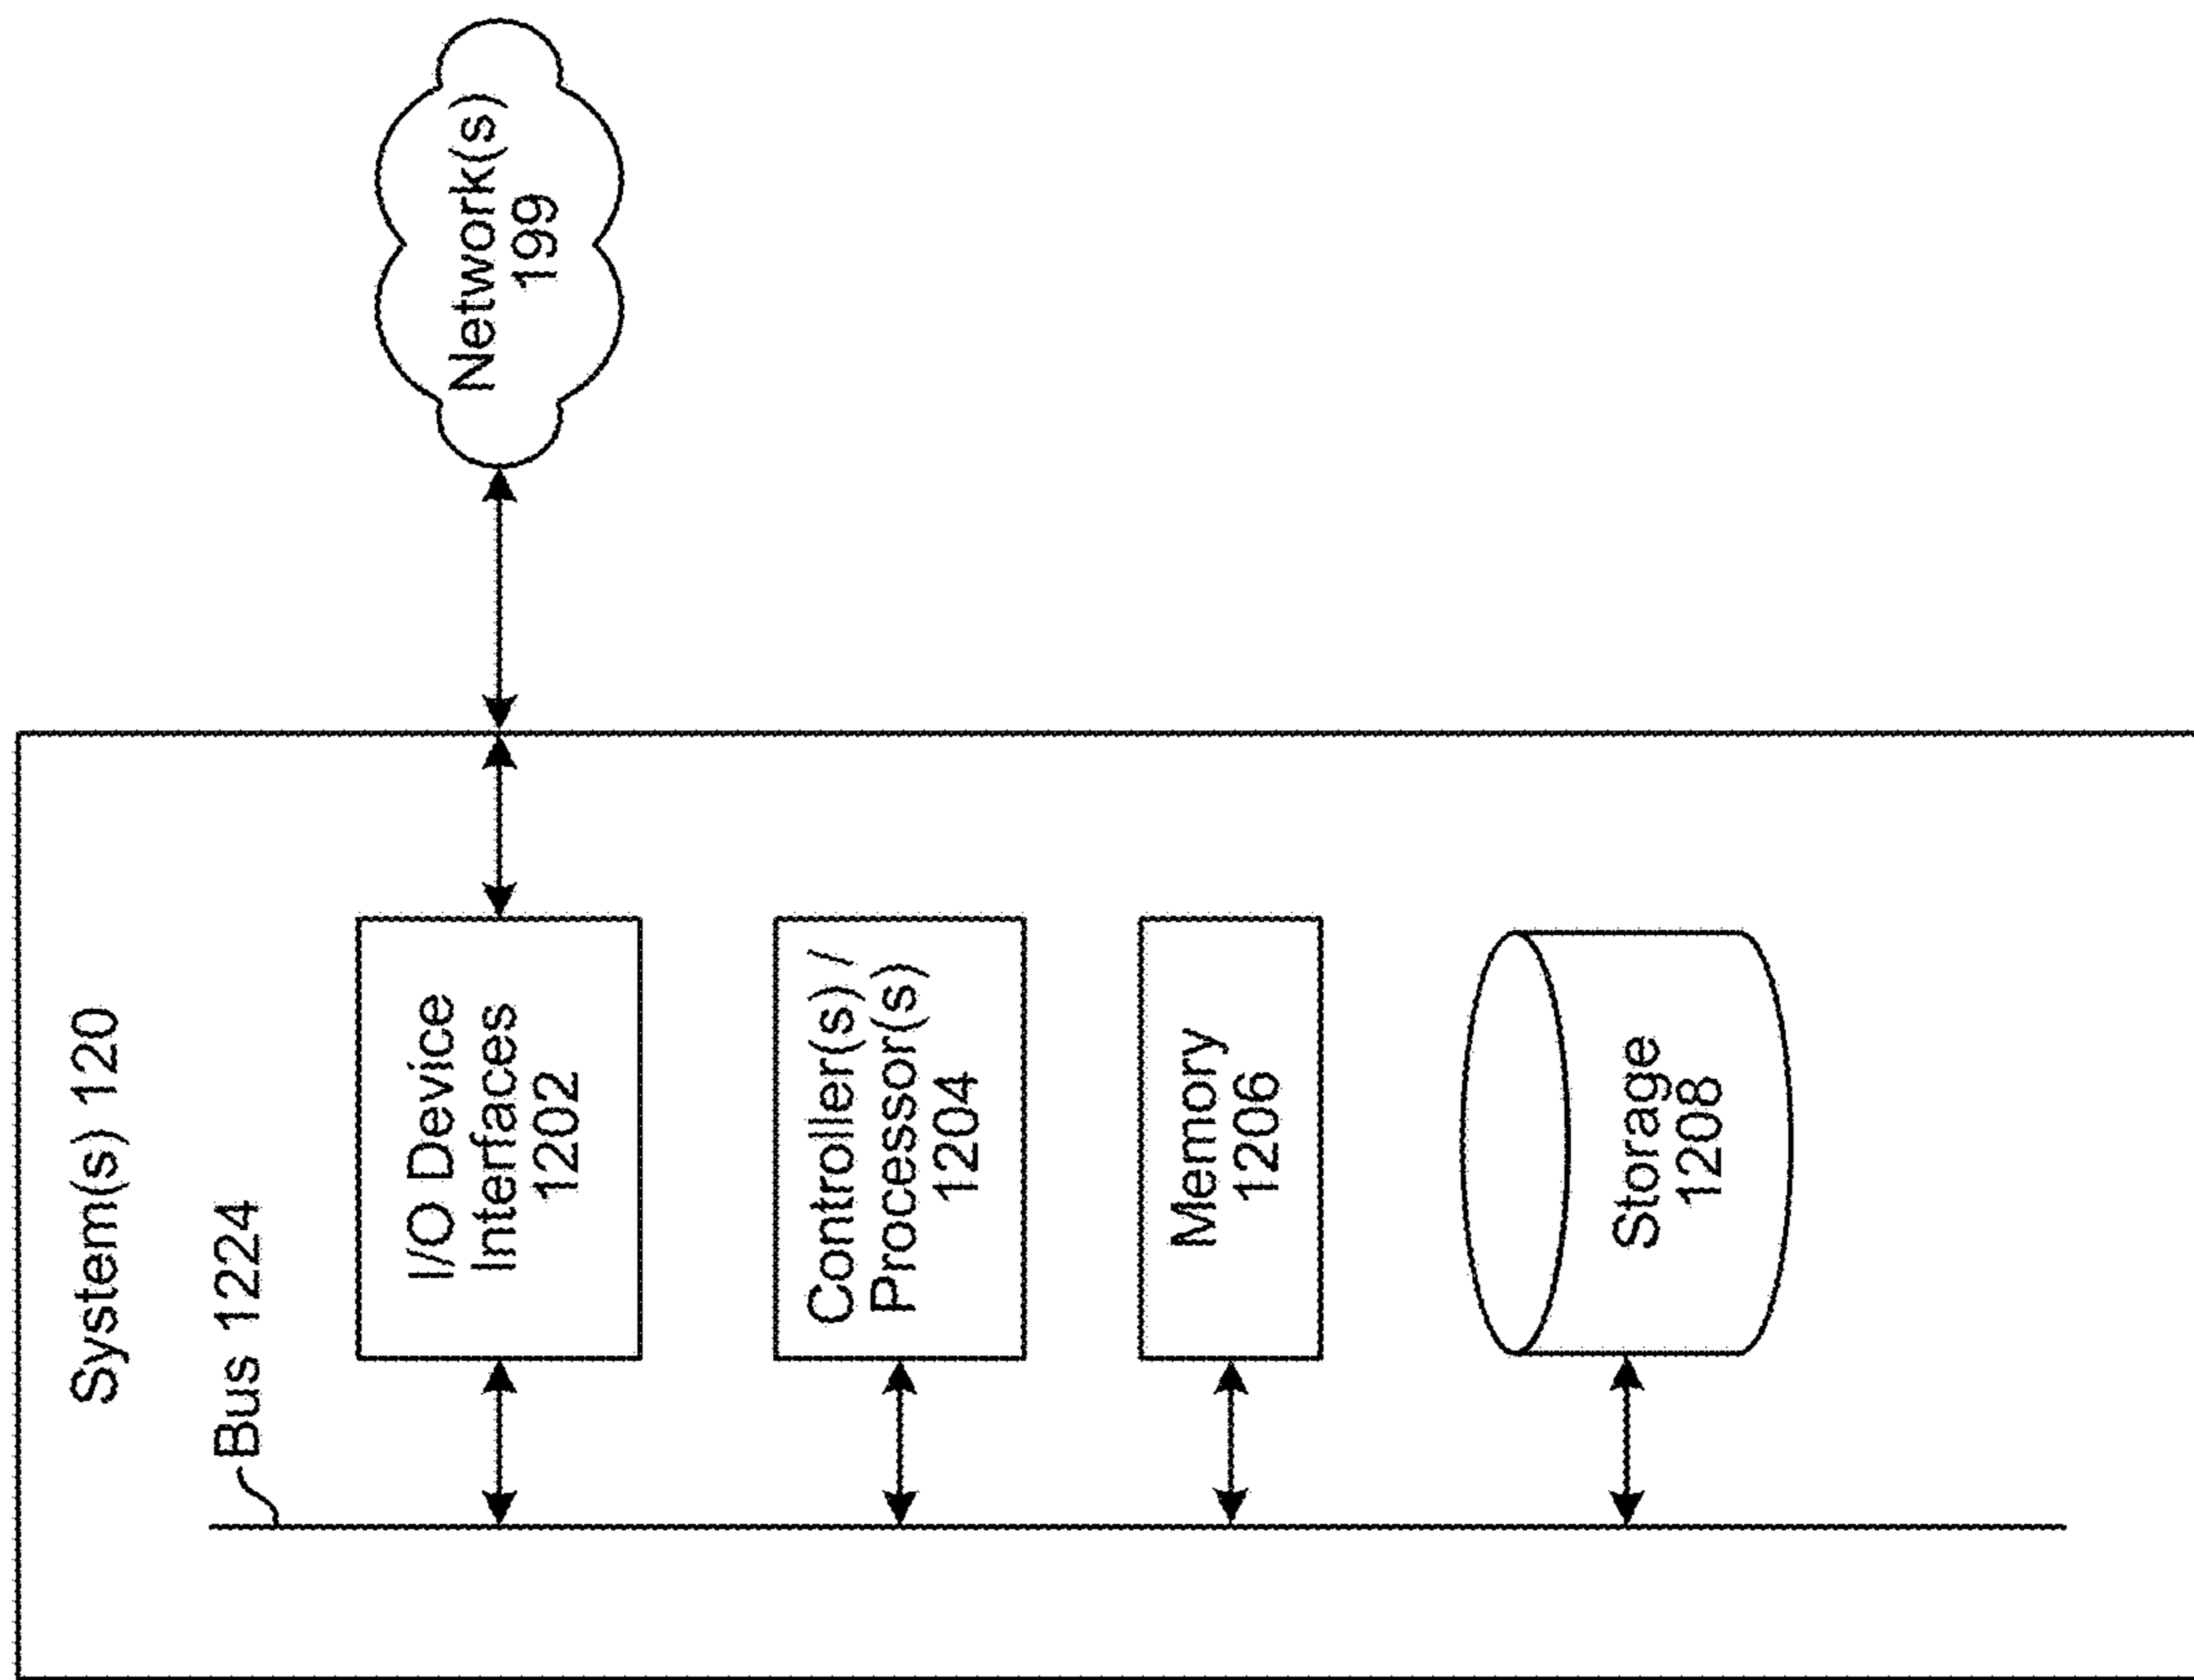 System(s) 120
Bus 1224
I/O Device
Interfaces
1202
Network(s)
199
Controller(s) /
Processor(s)
1204
Memory
1206
Storage
1208